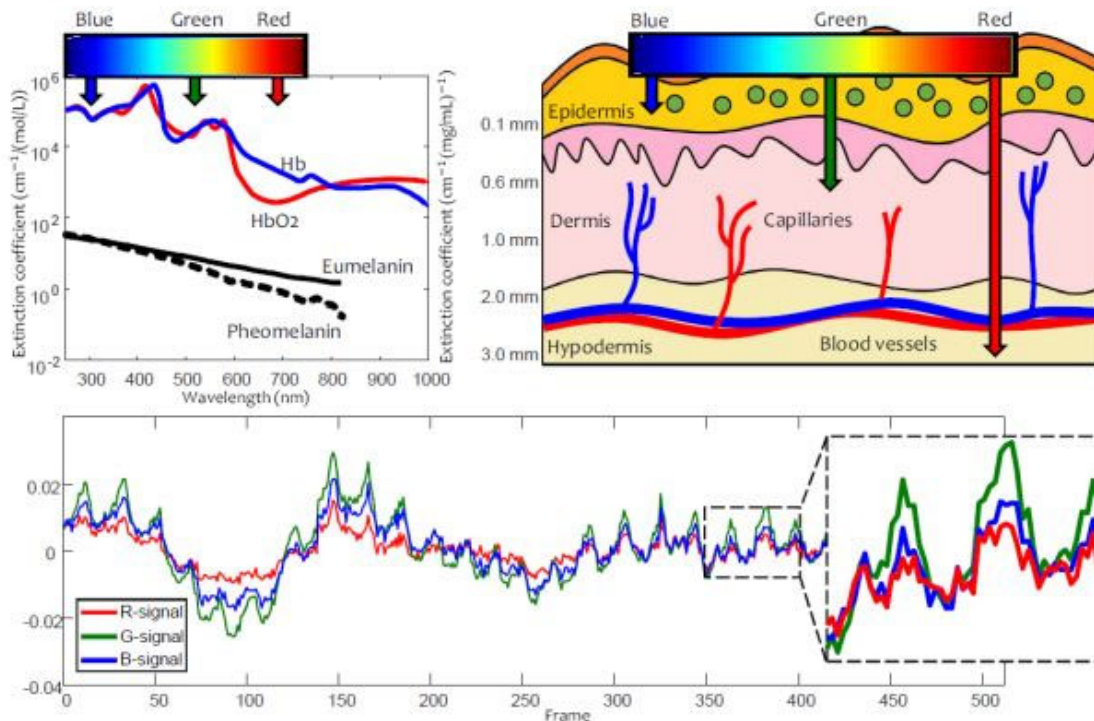 Blue Green Red
10^6
10^4
10^2
10^0
10^-2
Extinction coefficient (cm⁻¹/(mol/L))
Hb
HbO2
Eumelanin
Pheomelanin
300 400 500 600 700 800 900 1000
Wavelength (nm)
Extinction coefficient (cm⁻¹ (mg/mL)⁻¹)
Blue Green Red
Epidermis
0.1 mm
0.6 mm
Dermis
Capillaries
1.0 mm
2.0 mm
Hypodermis
Blood vessels
3.0 mm
0.02
0
-0.02
-0.04
R-signal
G-signal
B-signal
0 50 100 150 200 250 300 350 400 450 500
Frame